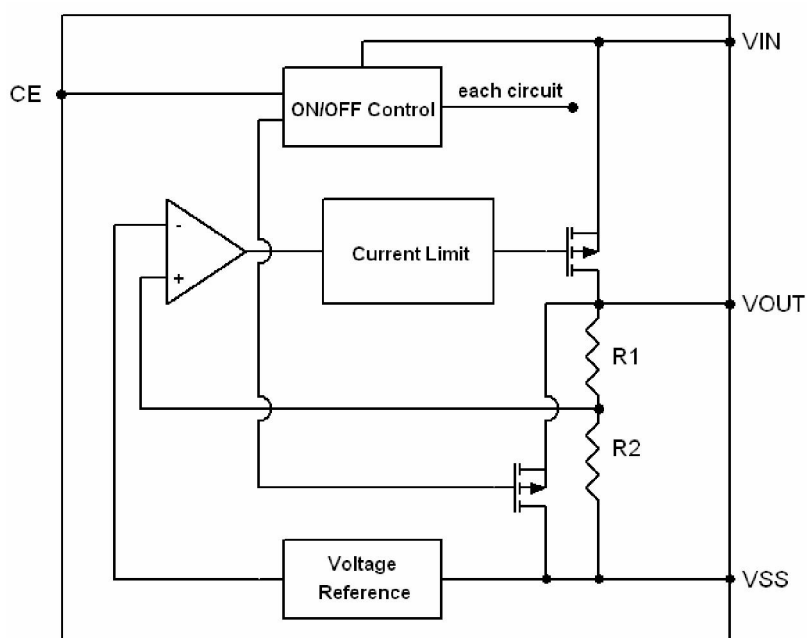 VIN
CE
ON/OFF Control
each circuit
-
+
Current Limit
VOUT
R1
R2
Voltage
Reference
VSS